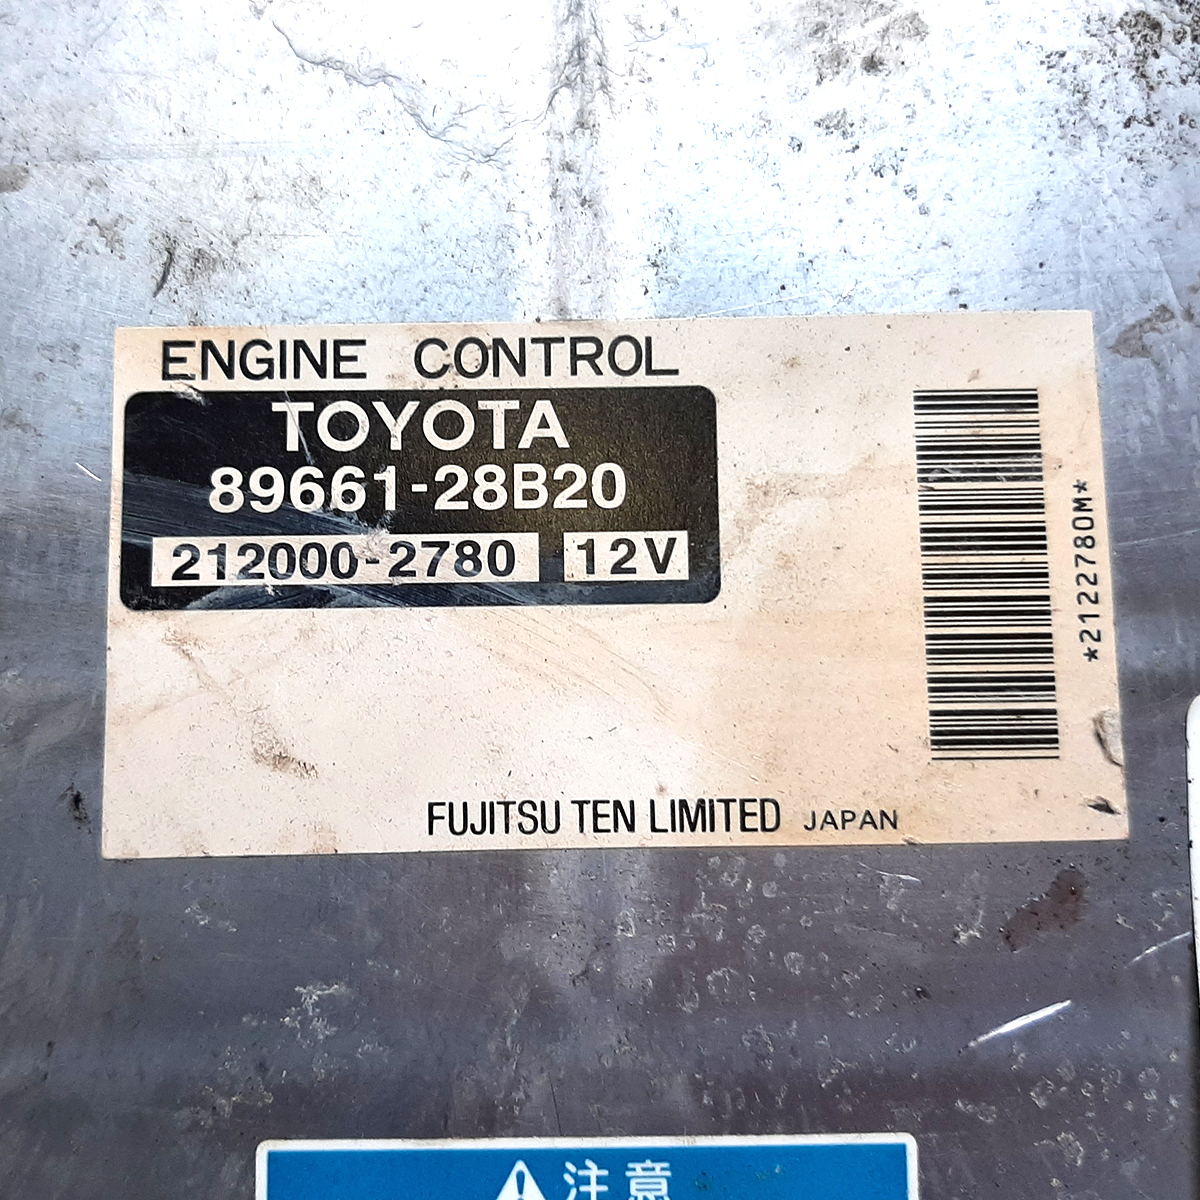 ENGINE CONTROL
TOYOTA
89661-28B20
212000-2780 12V
*2122780M*
FUJITSU TEN LIMITED JAPAN
注意